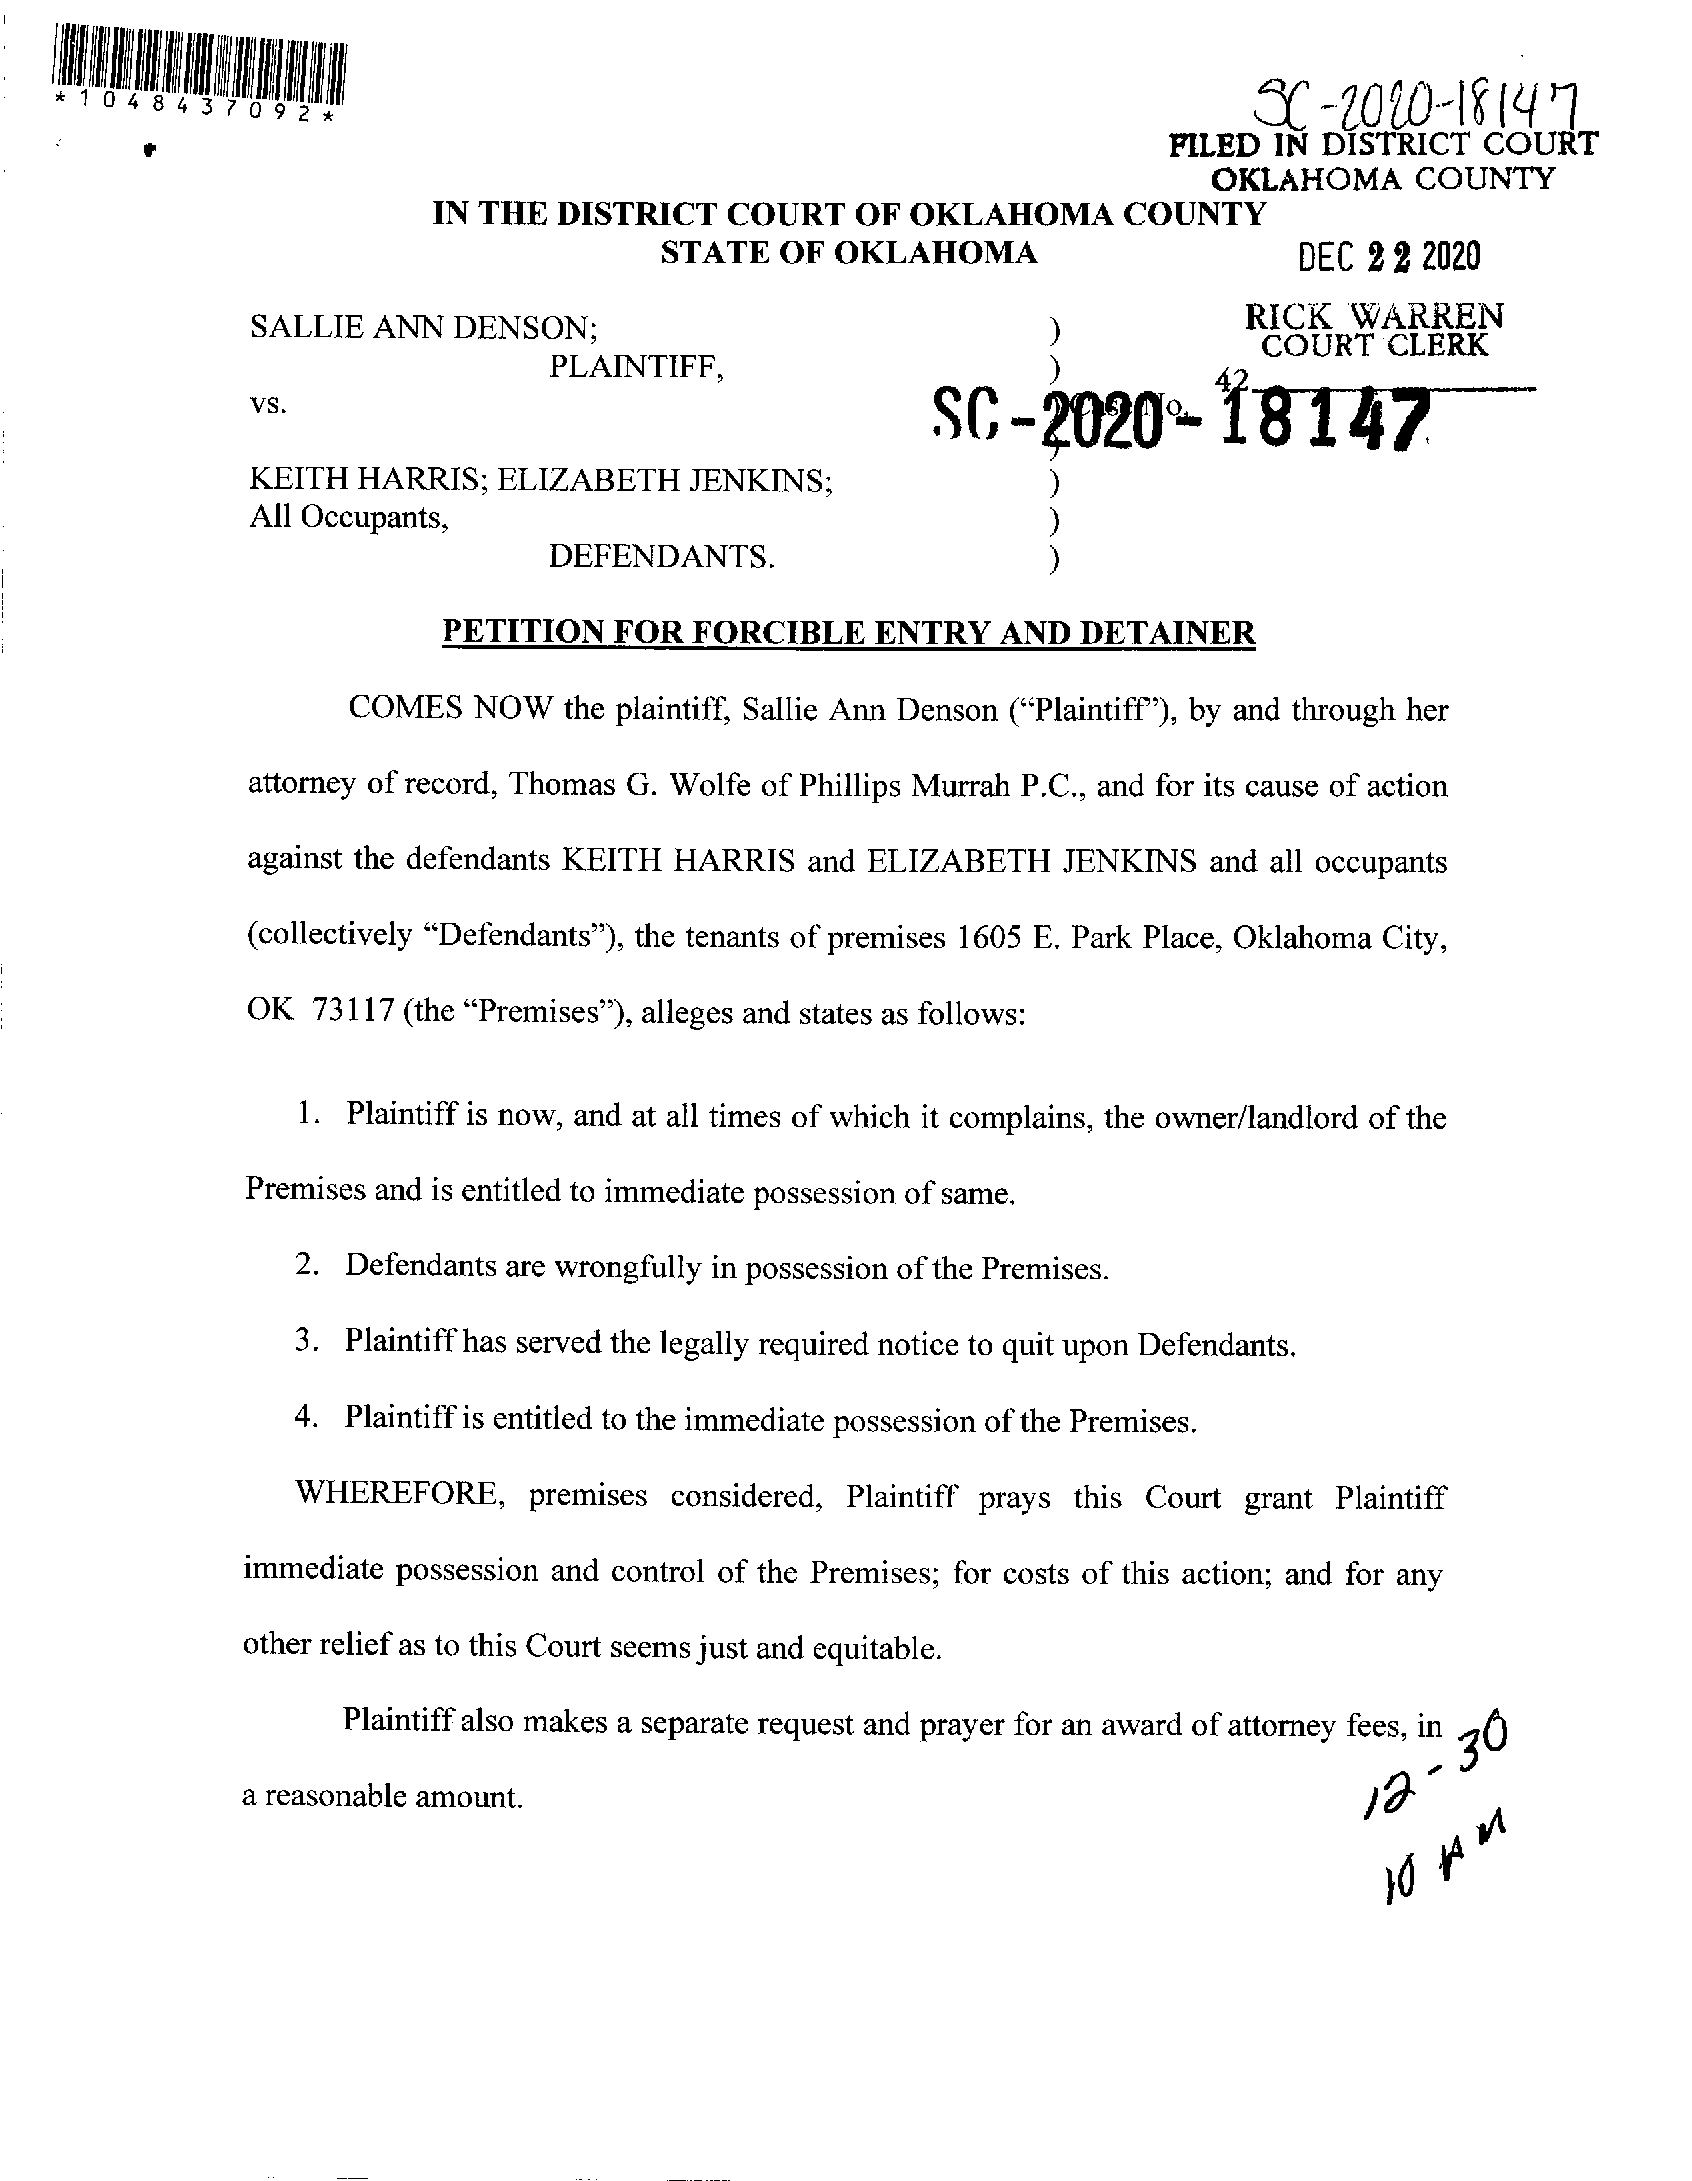 *1048437092*
SC-2020-18147
FILED IN DISTRICT COURT
OKLAHOMA COUNTY
IN THE DISTRICT COURT OF OKLAHOMA COUNTY
STATE OF OKLAHOMA
DEC 22 2020
RICK WARREN
COURT CLERK
42
SALLIE ANN DENSON;
)
PLAINTIFF,
)
vs.
) Case No.
SC-2020-18147
KEITH HARRIS; ELIZABETH JENKINS;
)
All Occupants,
)
DEFENDANTS.
)
PETITION FOR FORCIBLE ENTRY AND DETAINER
COMES NOW the plaintiff, Sallie Ann Denson (“Plaintiff”), by and through her
attorney of record, Thomas G. Wolfe of Phillips Murrah P.C., and for its cause of action
against the defendants KEITH HARRIS and ELIZABETH JENKINS and all occupants
(collectively “Defendants”), the tenants of premises 1605 E. Park Place, Oklahoma City,
OK 73117 (the “Premises”), alleges and states as follows:
1. Plaintiff is now, and at all times of which it complains, the owner/landlord of the
Premises and is entitled to immediate possession of same.
2. Defendants are wrongfully in possession of the Premises.
3. Plaintiff has served the legally required notice to quit upon Defendants.
4. Plaintiff is entitled to the immediate possession of the Premises.
WHEREFORE, premises considered, Plaintiff prays this Court grant Plaintiff
immediate possession and control of the Premises; for costs of this action; and for any
other relief as to this Court seems just and equitable.
Plaintiff also makes a separate request and prayer for an award of attorney fees, in
a reasonable amount.
12-30
10 AM